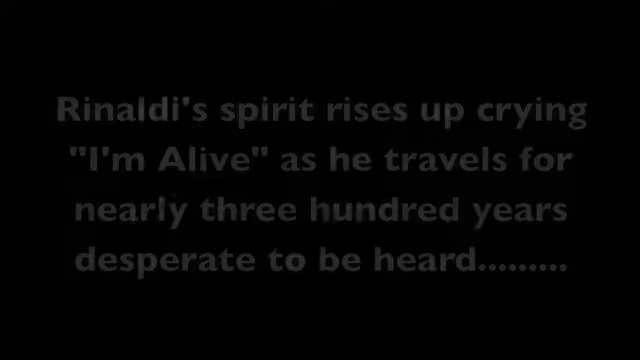 Rinaldi's spirit rises up crying
"I'm Alive" as he travels for
nearly three hundred years
desperate to be heard.........